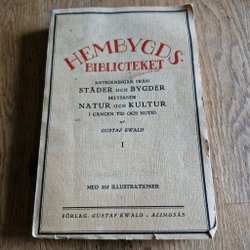 HEMBYGDS-
BIBLIOTEKET
ANTECKNINGAR FRÅN
STÄDER OCH BYGDER
BELYSANDE
NATUR OCH KULTUR
I GÅNGEN TID OCH NUTID
AV
GUSTAF EWALD
I
MED 153 ILLUSTRATIONER
FÖRLAG: GUSTAF EWALD - ALINGSÅS